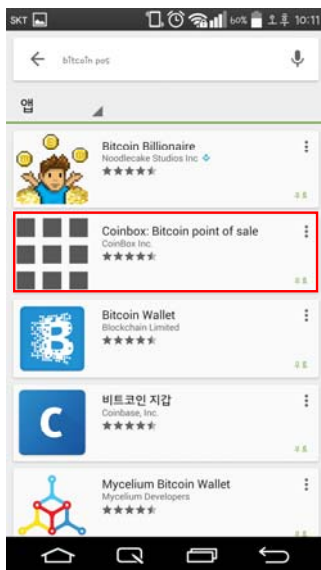 SKT 60% 오후 10:11
bitcoin pos
앱
Bitcoin Billionaire
Noodlecake Studios Inc
Coinbox: Bitcoin point of sale
CoinBox Inc.
Bitcoin Wallet
Blockchain Limited
비트코인 지갑
Coinbase, Inc.
Mycelium Bitcoin Wallet
Mycelium Developers